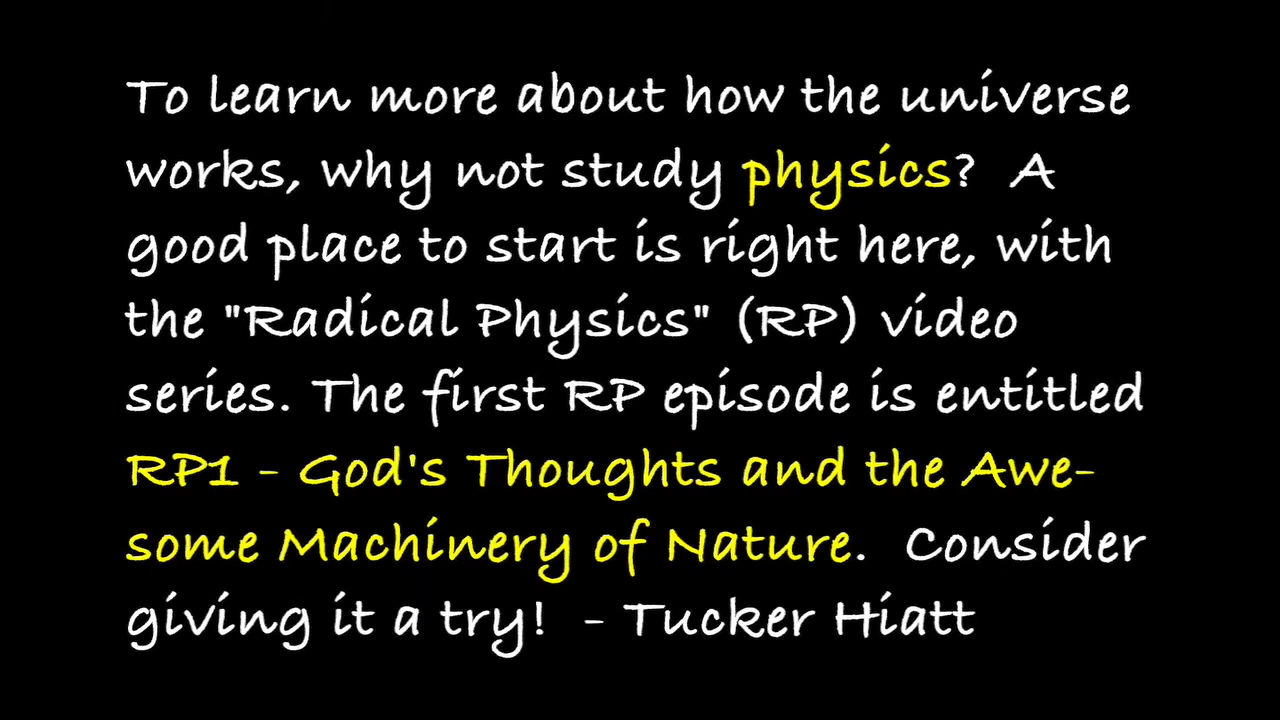 To learn more about how the universe
works, why not study physics?  A
good place to start is right here, with
the "Radical Physics" (RP) video
series. The first RP episode is entitled
RP1 - God's Thoughts and the Awe-
some Machinery of Nature.  Consider
giving it a try!  - Tucker Hiatt